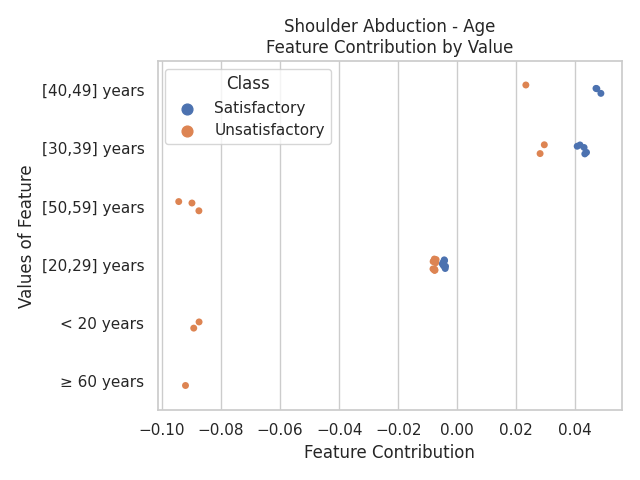 Shoulder Abduction - Age
Feature Contribution by Value
Class
Satisfactory
Unsatisfactory
Values of Feature
[40,49] years
[30,39] years
[50,59] years
[20,29] years
< 20 years
≥ 60 years
−0.10 −0.08 −0.06 −0.04 −0.02 0.00 0.02 0.04
Feature Contribution